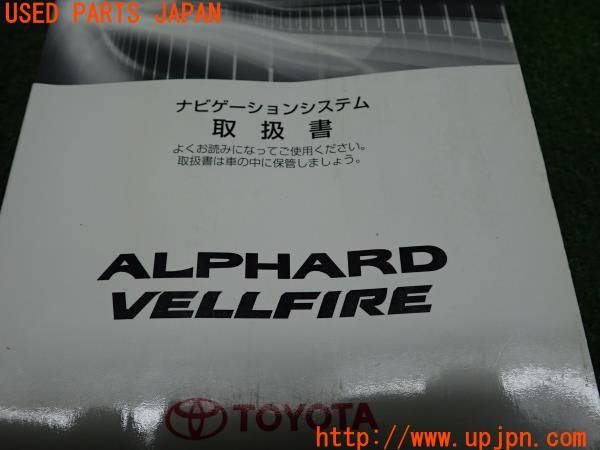 USED PARTS JAPAN
ナビゲーションシステム
取扱書
よくお読みになってご使用ください。
取扱書は車の中に保管しましょう。
ALPHARD
VELLFIRE
TOYOTA
http://www.upjpn.com